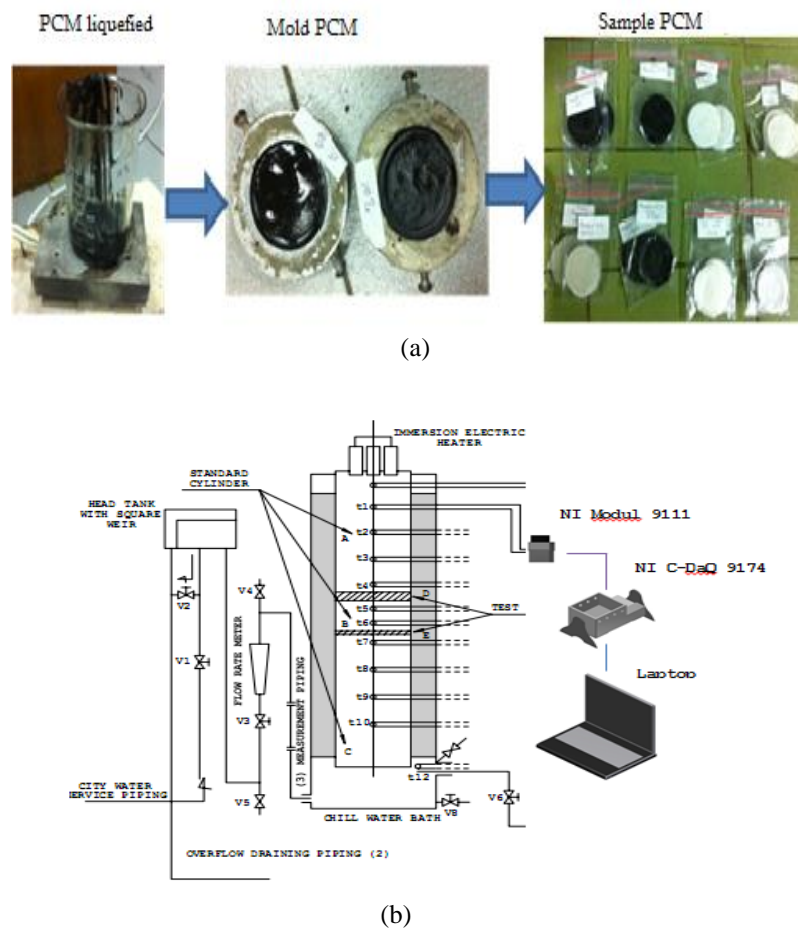 PCM liquefied
Mold PCM
Sample PCM
(a)
IMMERSION ELECTRIC
HEATER
STANDARD
CYLINDER
HEAD TANK
WITH SQUARE
WEIR
t1
t2
A
t3
t4
D
t5
B
t6
TEST
E
t7
t8
t9
t10
C
t12
NI Modul 9111
NI C-DaQ 9174
Laptop
V4
V2
V1
FLOW RATE METER
V3
(3) MEASUREMENT PIPING
V5
V6
V8
CITY WATER
SERVICE PIPING
CHILL WATER BATH
OVERFLOW DRAINING PIPING (2)
(b)